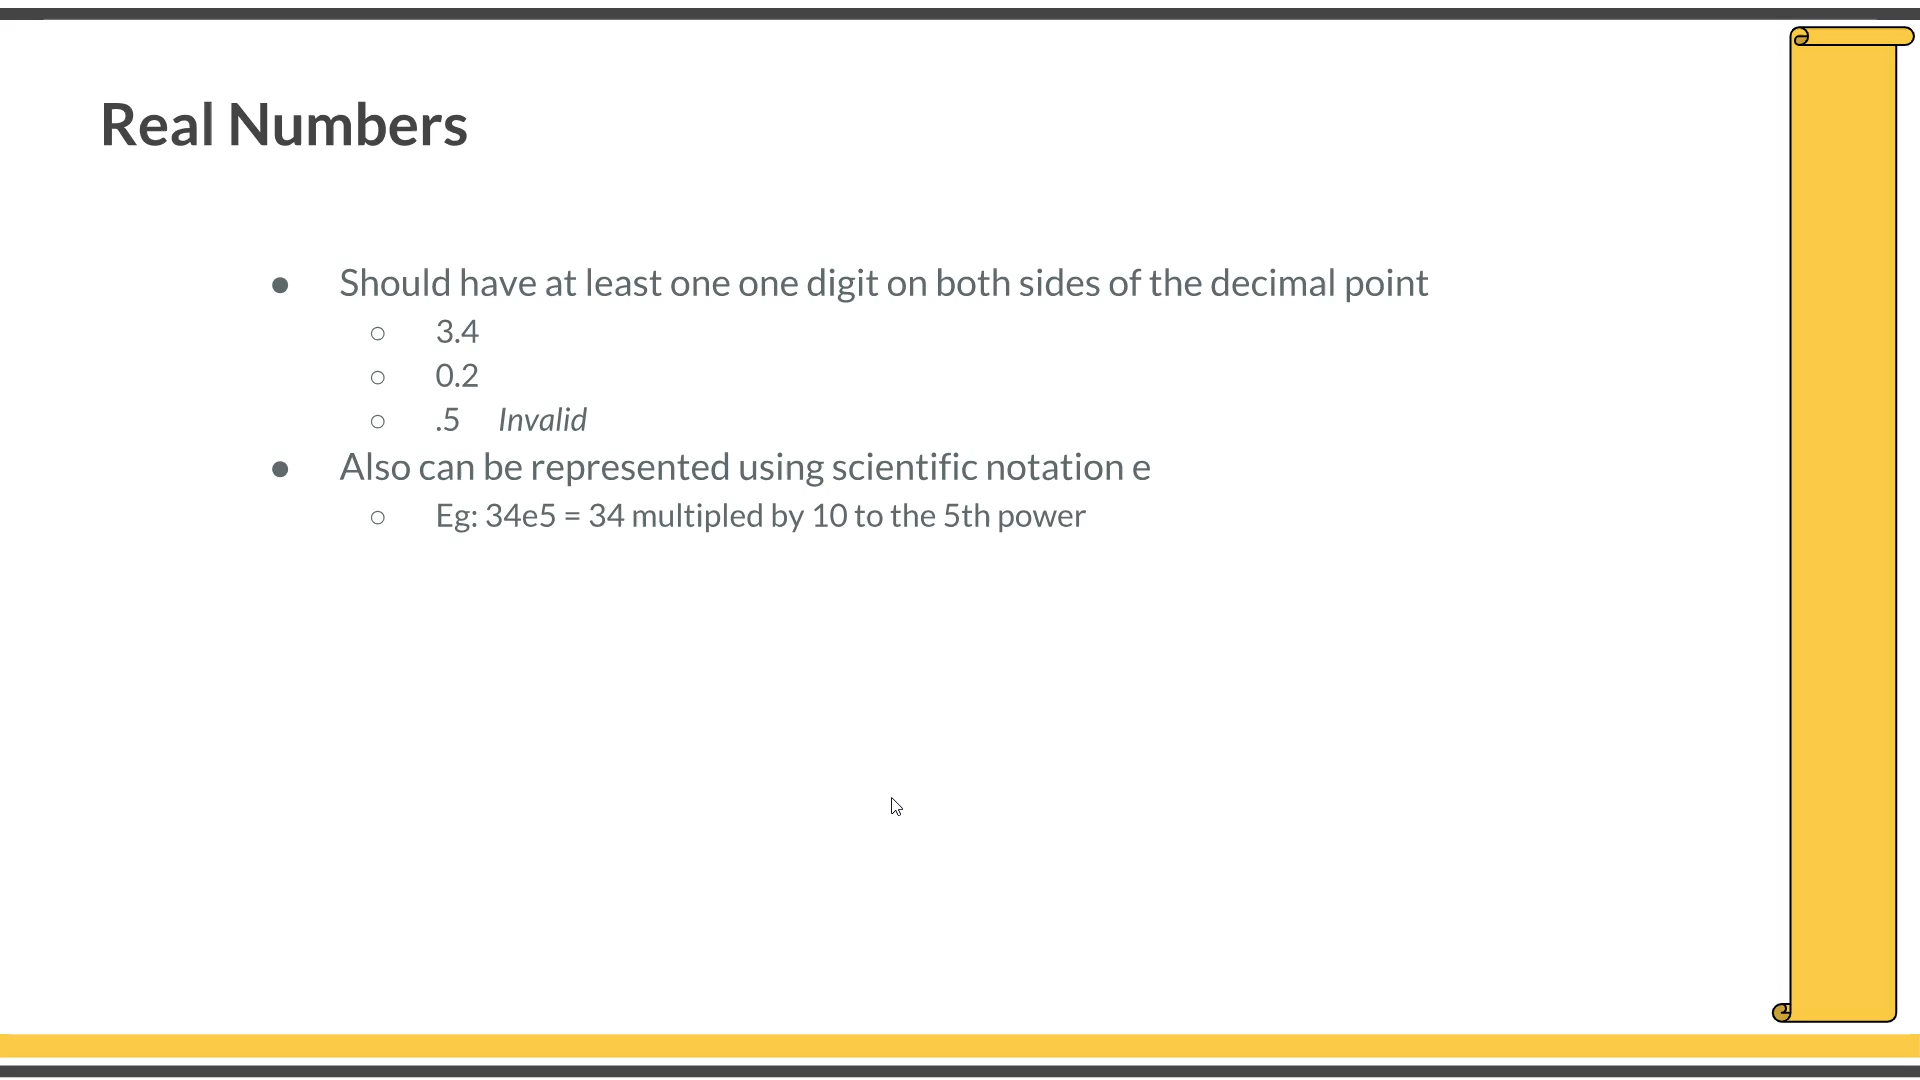 Real Numbers
● Should have at least one one digit on both sides of the decimal point
○ 3.4
○ 0.2
○ .5 Invalid
● Also can be represented using scientific notation e
○ Eg: 34e5 = 34 multipled by 10 to the 5th power